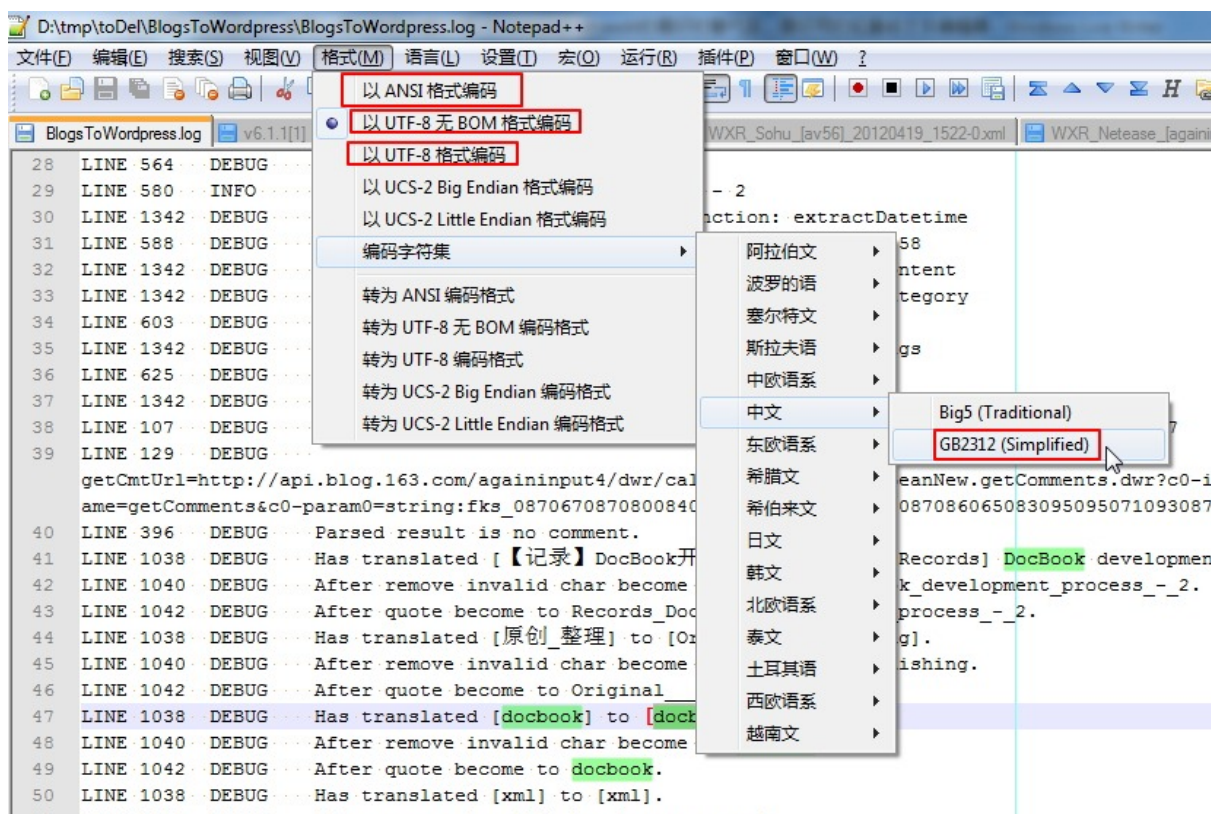 D:\tmp\toDel\BlogsToWordpress\BlogsToWordpress.log - Notepad++
文件(F) 编辑(E) 搜索(S) 视图(V) 格式(M) 语言(L) 设置(T) 宏(O) 运行(R) 插件(P) 窗口(W) ?
BlogsToWordpress.log v6.1.1[1] WXR_Sohu_[av56]_20120419_1522-0.xml WXR_Netease_[againi
以 ANSI 格式编码
以 UTF-8 无 BOM 格式编码
以 UTF-8 格式编码
以 UCS-2 Big Endian 格式编码
以 UCS-2 Little Endian 格式编码
编码字符集
转为 ANSI 编码格式
转为 UTF-8 无 BOM 编码格式
转为 UTF-8 编码格式
转为 UCS-2 Big Endian 编码格式
转为 UCS-2 Little Endian 编码格式
阿拉伯文
波罗的语
塞尔特文
斯拉夫语
中欧语系
中文
东欧语系
希腊文
希伯来文
日文
韩文
北欧语系
泰文
土耳其语
西欧语系
越南文
Big5 (Traditional)
GB2312 (Simplified)
28 LINE 564 DEBUG
29 LINE 580 INFO - 2
30 LINE 1342 DEBUG nction: extractDatetime
31 LINE 588 DEBUG 58
32 LINE 1342 DEBUG ntent
33 LINE 1342 DEBUG tegory
34 LINE 603 DEBUG
35 LINE 1342 DEBUG gs
36 LINE 625 DEBUG
37 LINE 1342 DEBUG
38 LINE 107 DEBUG
39 LINE 129 DEBUG
getCmtUrl=http://api.blog.163.com/againinput4/dwr/cal eanNew.getComments.dwr?c0-i
ame=getComments&c0-param0=string:fks_0870670870800840 08708606508309509507109308
40 LINE 396 DEBUG Parsed result is no comment.
41 LINE 1038 DEBUG Has translated [【记录】DocBook开 Records] DocBook developmen
42 LINE 1040 DEBUG After remove invalid char become k_development_process_-_2.
43 LINE 1042 DEBUG After quote become to Records_Doc process_-_2.
44 LINE 1038 DEBUG Has translated [原创_整理] to [Or g].
45 LINE 1040 DEBUG After remove invalid char become ishing.
46 LINE 1042 DEBUG After quote become to Original___
47 LINE 1038 DEBUG Has translated [docbook] to [docb
48 LINE 1040 DEBUG After remove invalid char become
49 LINE 1042 DEBUG After quote become to docbook.
50 LINE 1038 DEBUG Has translated [xml] to [xml].